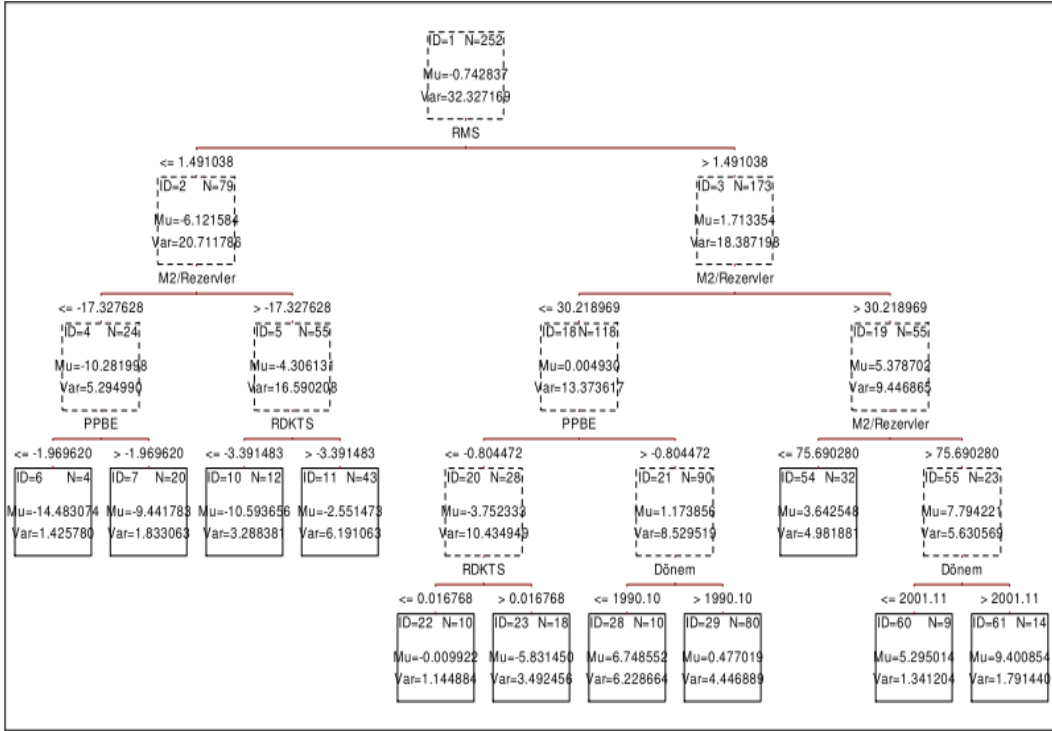 ID=1 N=252
Mu=-0.742837
Var=32.327169
RMS
<= 1.491038 > 1.491038
ID=2 N=79 ID=3 N=173
Mu=-6.121584 Mu=1.713354
Var=20.711786 Var=18.387198
M2/Rezervler M2/Rezervler
<= -17.327628 > -17.327628 <= 30.218969 > 30.218969
ID=4 N=24 ID=5 N=55 ID=18 N=118 ID=19 N=55
Mu=-10.281998 Mu=-4.306131 Mu=0.004930 Mu=5.378702
Var=5.294990 Var=16.590208 Var=13.373617 Var=9.446865
PPBE RDKTS PPBE M2/Rezervler
<= -1.969620 > -1.969620 <= -3.391483 > -3.391483 <= -0.804472 > -0.804472 <= 75.690280 > 75.690280
ID=6 N=4 ID=7 N=20 ID=10 N=12 ID=11 N=43 ID=20 N=28 ID=21 N=90 ID=54 N=32 ID=55 N=23
Mu=-14.483074 Mu=-9.441783 Mu=-10.593656 Mu=-2.551473 Mu=-3.752333 Mu=1.173856 Mu=3.642548 Mu=7.794221
Var=1.425780 Var=1.833063 Var=3.288381 Var=6.191063 Var=10.434949 Var=8.529519 Var=4.981881 Var=5.630569
RDKTS Dönem Dönem
<= 0.016768 > 0.016768 <= 1990.10 > 1990.10 <= 2001.11 > 2001.11
ID=22 N=10 ID=23 N=18 ID=28 N=10 ID=29 N=80 ID=60 N=9 ID=61 N=14
Mu=-0.009922 Mu=-5.831450 Mu=6.748552 Mu=0.477019 Mu=5.295014 Mu=9.400854
Var=1.144884 Var=3.492456 Var=6.228664 Var=4.446889 Var=1.341204 Var=1.791440